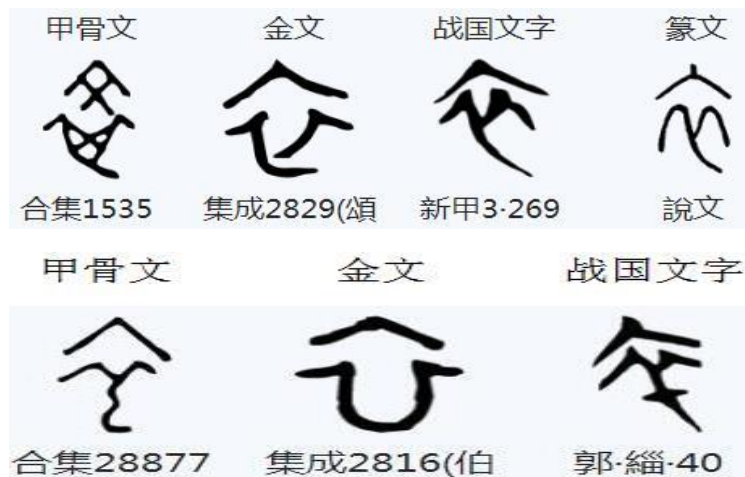 甲骨文 金文 战国文字 篆文
合集1535 集成2829(頌 新甲3·269 說文
甲骨文 金文 战国文字
合集28877 集成2816(伯 郭·緇·40